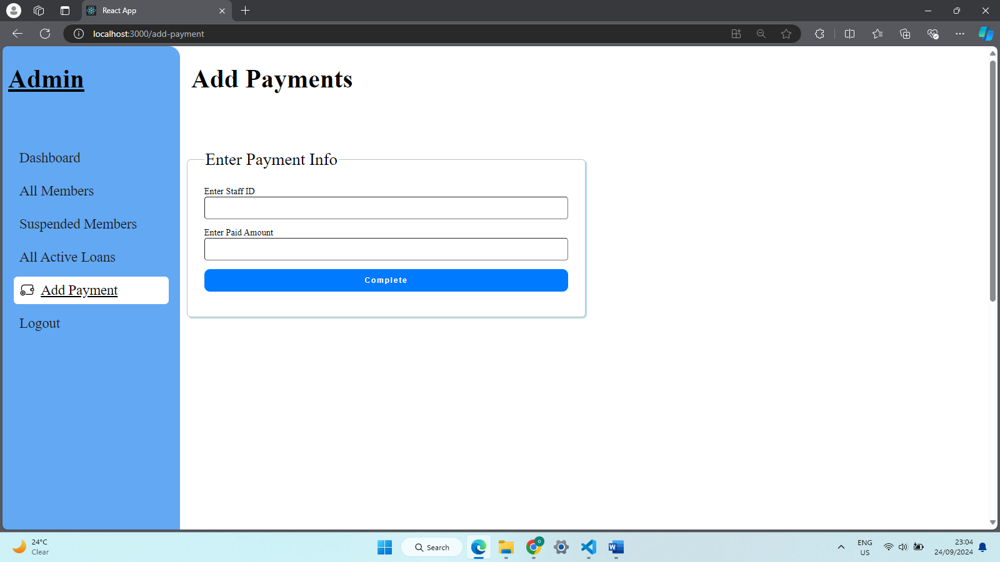 React App
localhost:3000/add-payment
Admin
Add Payments
Dashboard
All Members
Suspended Members
All Active Loans
Add Payment
Logout
Enter Payment Info
Enter Staff ID
Enter Paid Amount
Complete
24°C
Clear
Search
ENG
US
23:04
24/09/2024